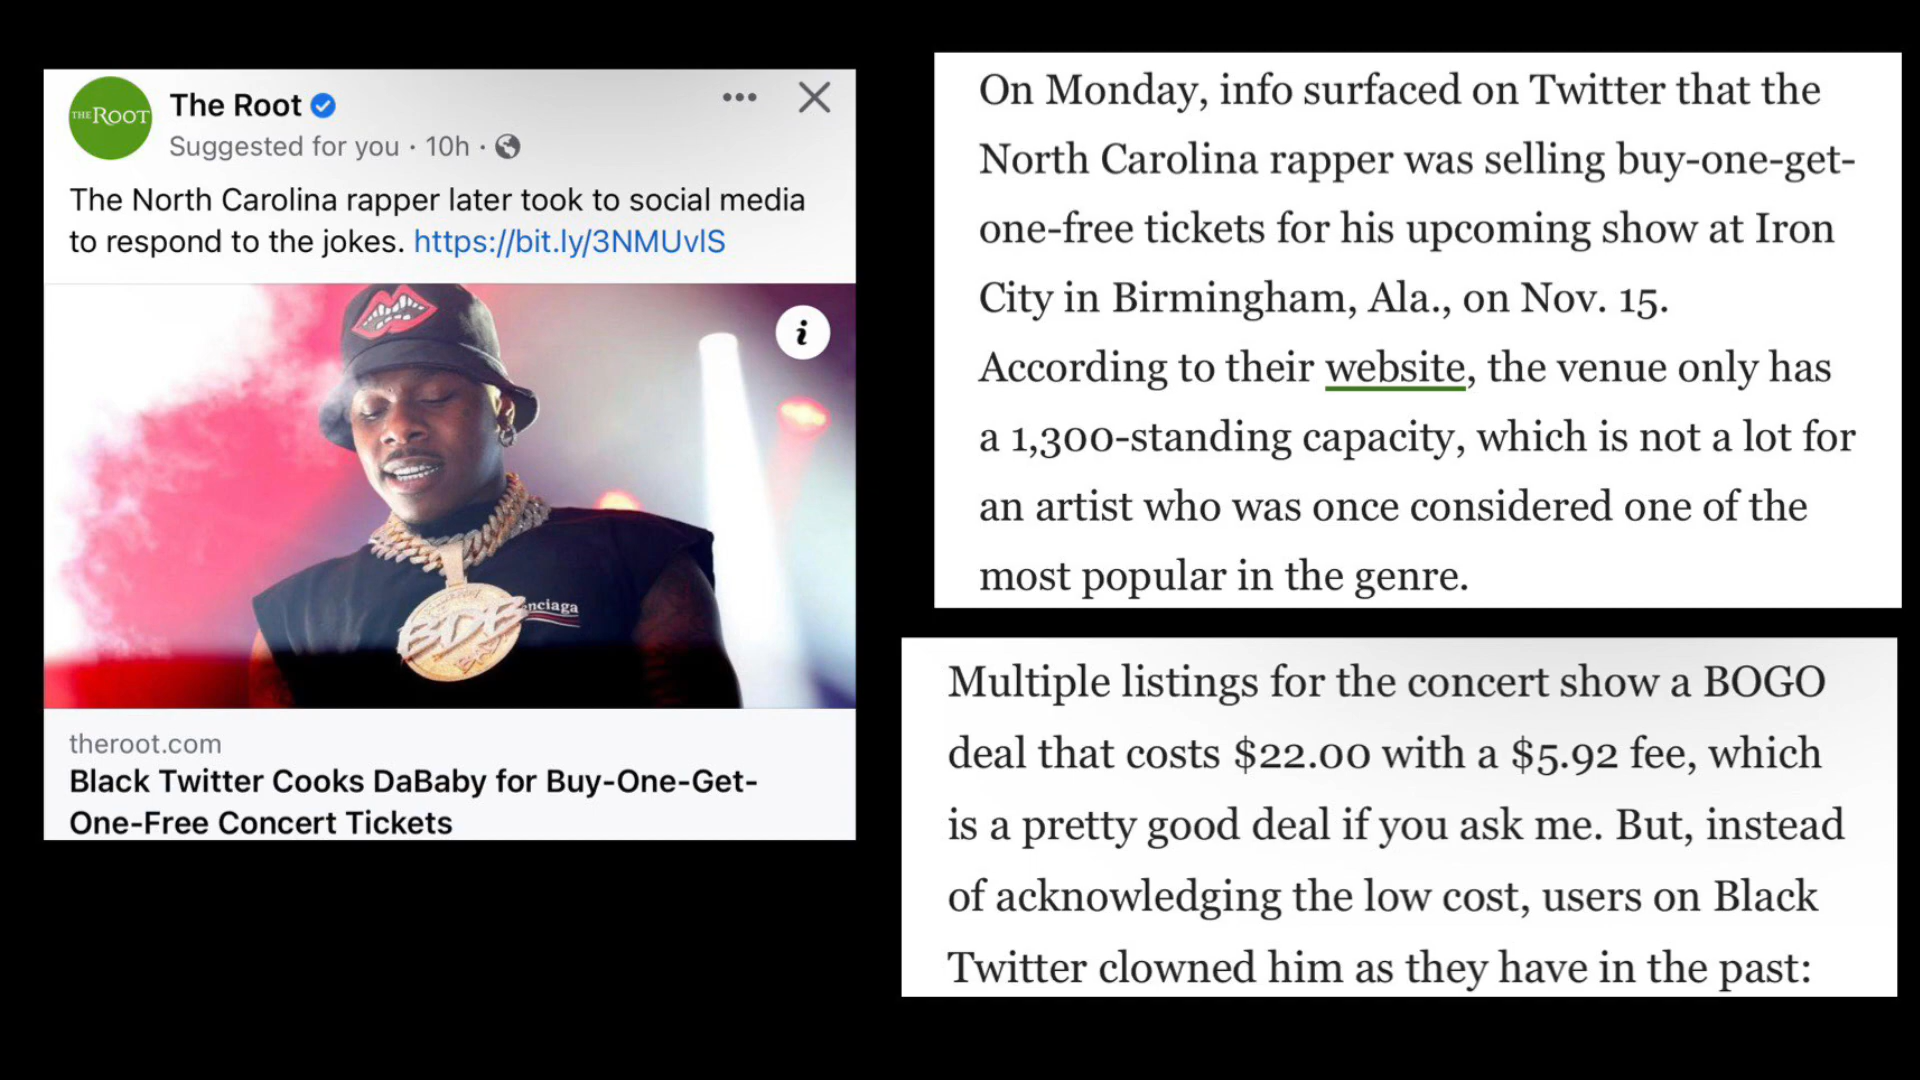 THE ROOT
The Root
Suggested for you · 10h ·
The North Carolina rapper later took to social media
to respond to the jokes. https://bit.ly/3NMUvlS
i
nciaga
BDB
theroot.com
Black Twitter Cooks DaBaby for Buy-One-Get-
One-Free Concert Tickets
On Monday, info surfaced on Twitter that the
North Carolina rapper was selling buy-one-get-
one-free tickets for his upcoming show at Iron
City in Birmingham, Ala., on Nov. 15.
According to their website, the venue only has
a 1,300-standing capacity, which is not a lot for
an artist who was once considered one of the
most popular in the genre.
Multiple listings for the concert show a BOGO
deal that costs $22.00 with a $5.92 fee, which
is a pretty good deal if you ask me. But, instead
of acknowledging the low cost, users on Black
Twitter clowned him as they have in the past: